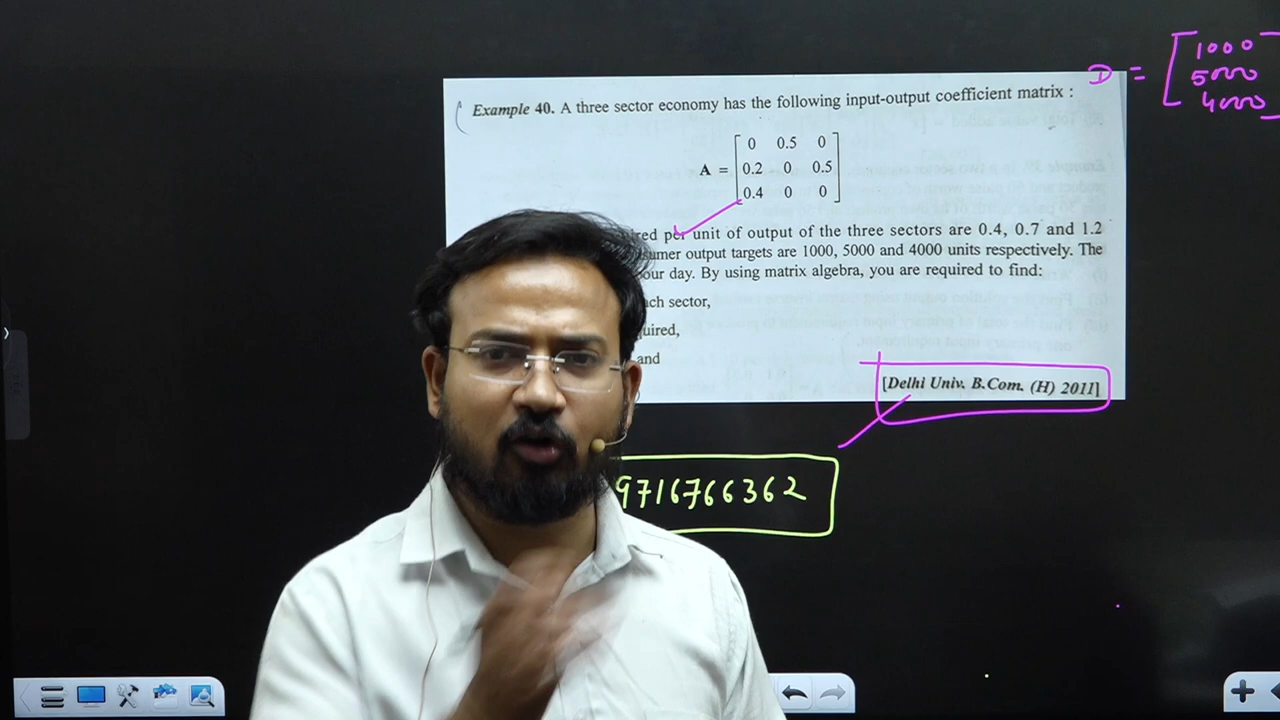 D = [1000
5000
4000]
Example 40. A three sector economy has the following input-output coefficient matrix :
A = [0 0.5 0
0.2 0 0.5
0.4 0 0]
per unit of output of the three sectors are 0.4, 0.7 and 1.2
output targets are 1000, 5000 and 4000 units respectively. The
day. By using matrix algebra, you are required to find:
sector,
and
[Delhi Univ. B.Com. (H) 2011]
9716766362